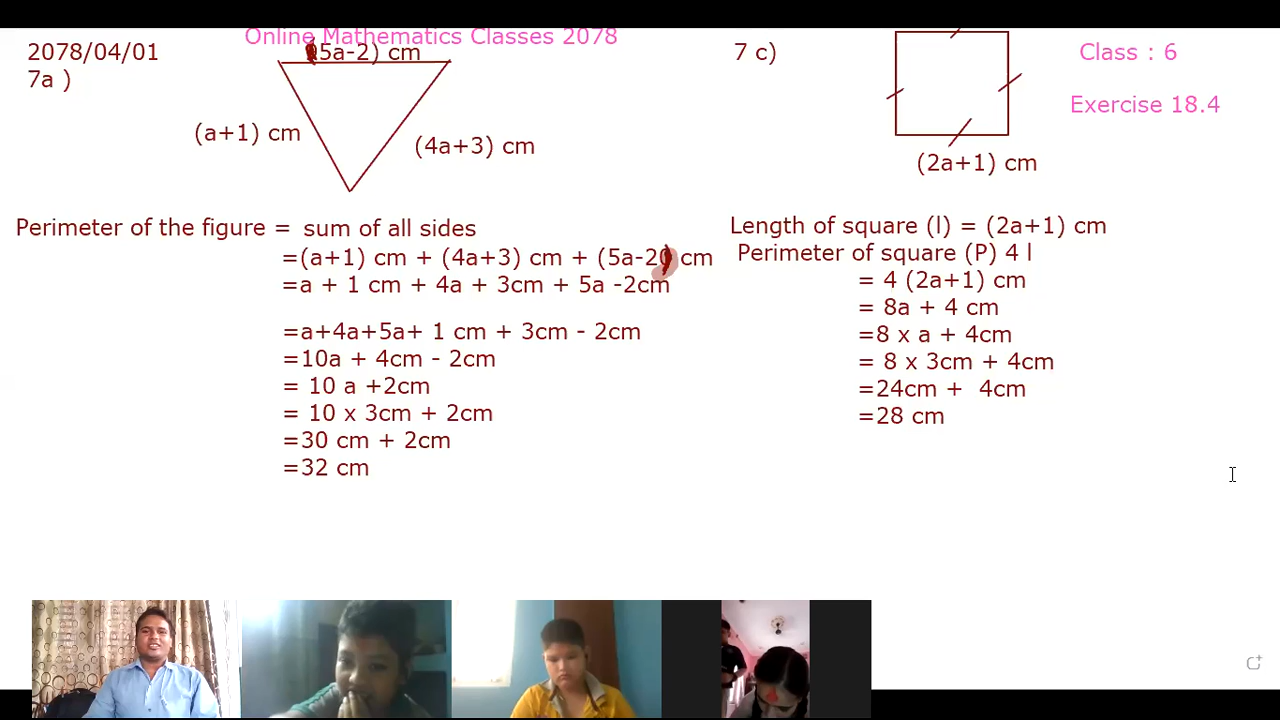 Online Mathematics Classes 2078
2078/04/01
7a )
(5a-2) cm
(a+1) cm
(4a+3) cm
Perimeter of the figure = sum of all sides
=(a+1) cm + (4a+3) cm + (5a-2) cm
=a + 1 cm + 4a + 3cm + 5a -2cm
=a+4a+5a+ 1 cm + 3cm - 2cm
=10a + 4cm - 2cm
= 10 a +2cm
= 10 x 3cm + 2cm
=30 cm + 2cm
=32 cm
7 c)
(2a+1) cm
Length of square (l) = (2a+1) cm
Perimeter of square (P) 4 l
= 4 (2a+1) cm
= 8a + 4 cm
=8 x a + 4cm
= 8 x 3cm + 4cm
=24cm + 4cm
=28 cm
Class : 6
Exercise 18.4